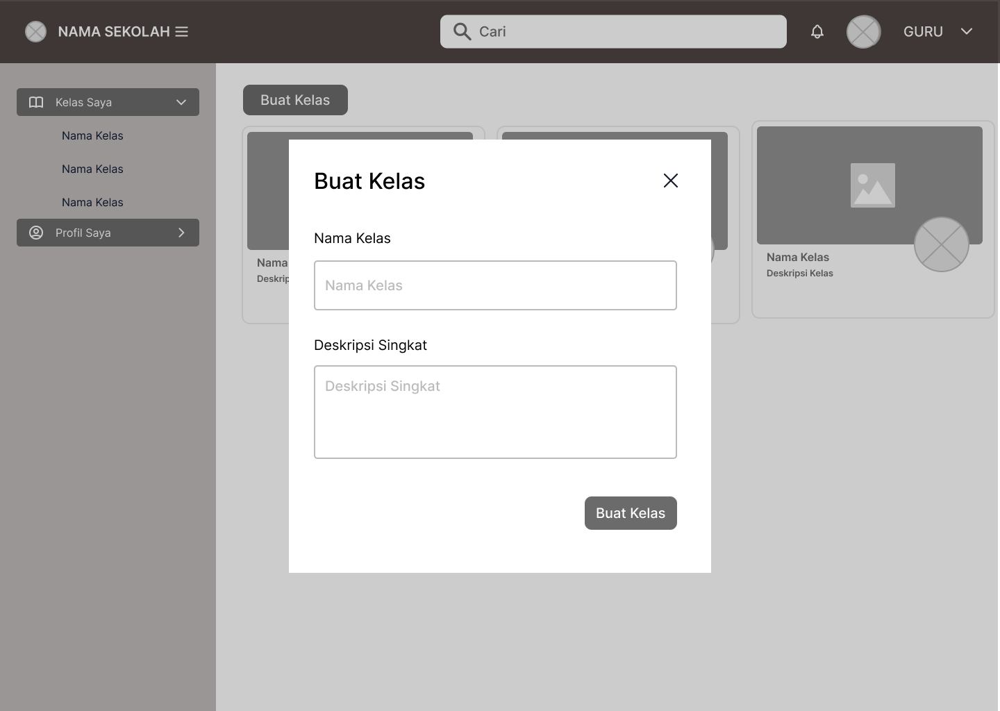 NAMA SEKOLAH
Cari
GURU
Kelas Saya
Nama Kelas
Nama Kelas
Nama Kelas
Profil Saya
Buat Kelas
Nama
Deskrip
Nama Kelas
Deskripsi Kelas
Buat Kelas
Nama Kelas
Nama Kelas
Deskripsi Singkat
Deskripsi Singkat
Buat Kelas